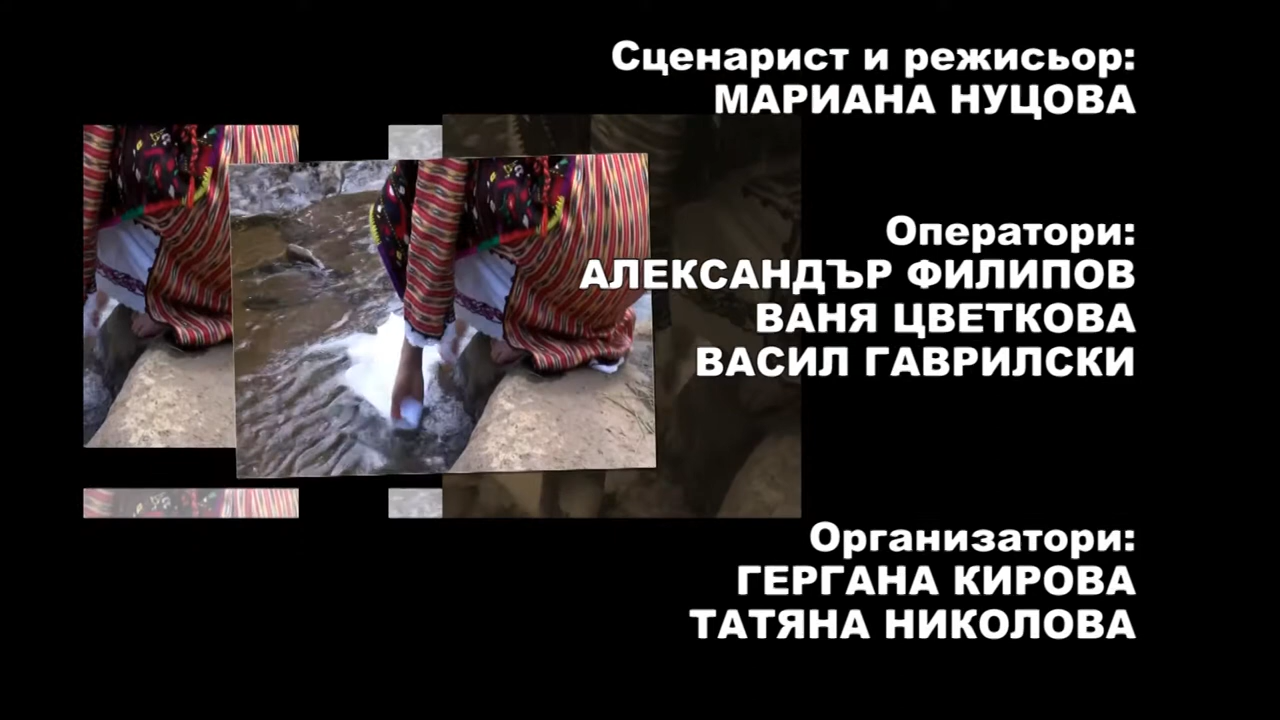 Сценарист и режисьор:
МАРИАНА НУЦОВА
Оператори:
АЛЕКСАНДЪР ФИЛИПОВ
ВАНЯ ЦВЕТКОВА
ВАСИЛ ГАВРИЛСКИ
Организатори:
ГЕРГАНА КИРОВА
ТАТЯНА НИКОЛОВА